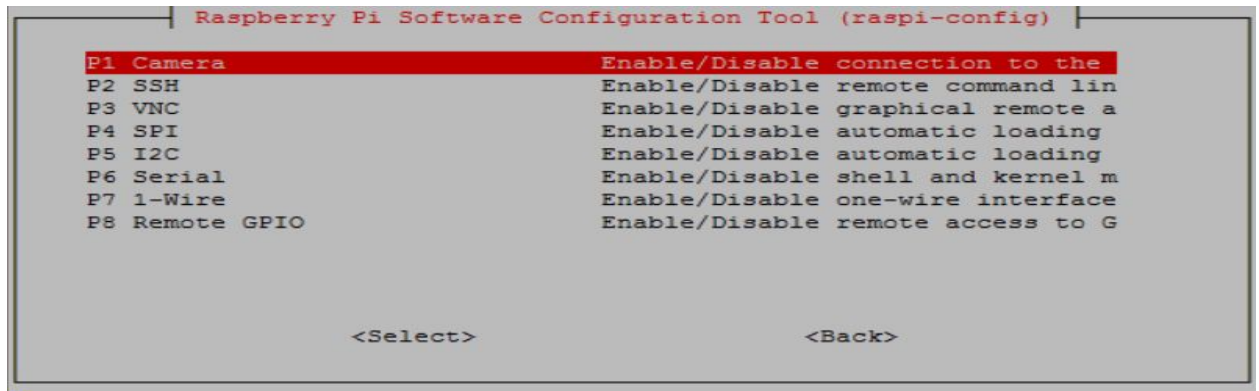 Raspberry Pi Software Configuration Tool (raspi-config)
P1 Camera Enable/Disable connection to the
P2 SSH Enable/Disable remote command lin
P3 VNC Enable/Disable graphical remote a
P4 SPI Enable/Disable automatic loading
P5 I2C Enable/Disable automatic loading
P6 Serial Enable/Disable shell and kernel m
P7 1-Wire Enable/Disable one-wire interface
P8 Remote GPIO Enable/Disable remote access to G
<Select> <Back>